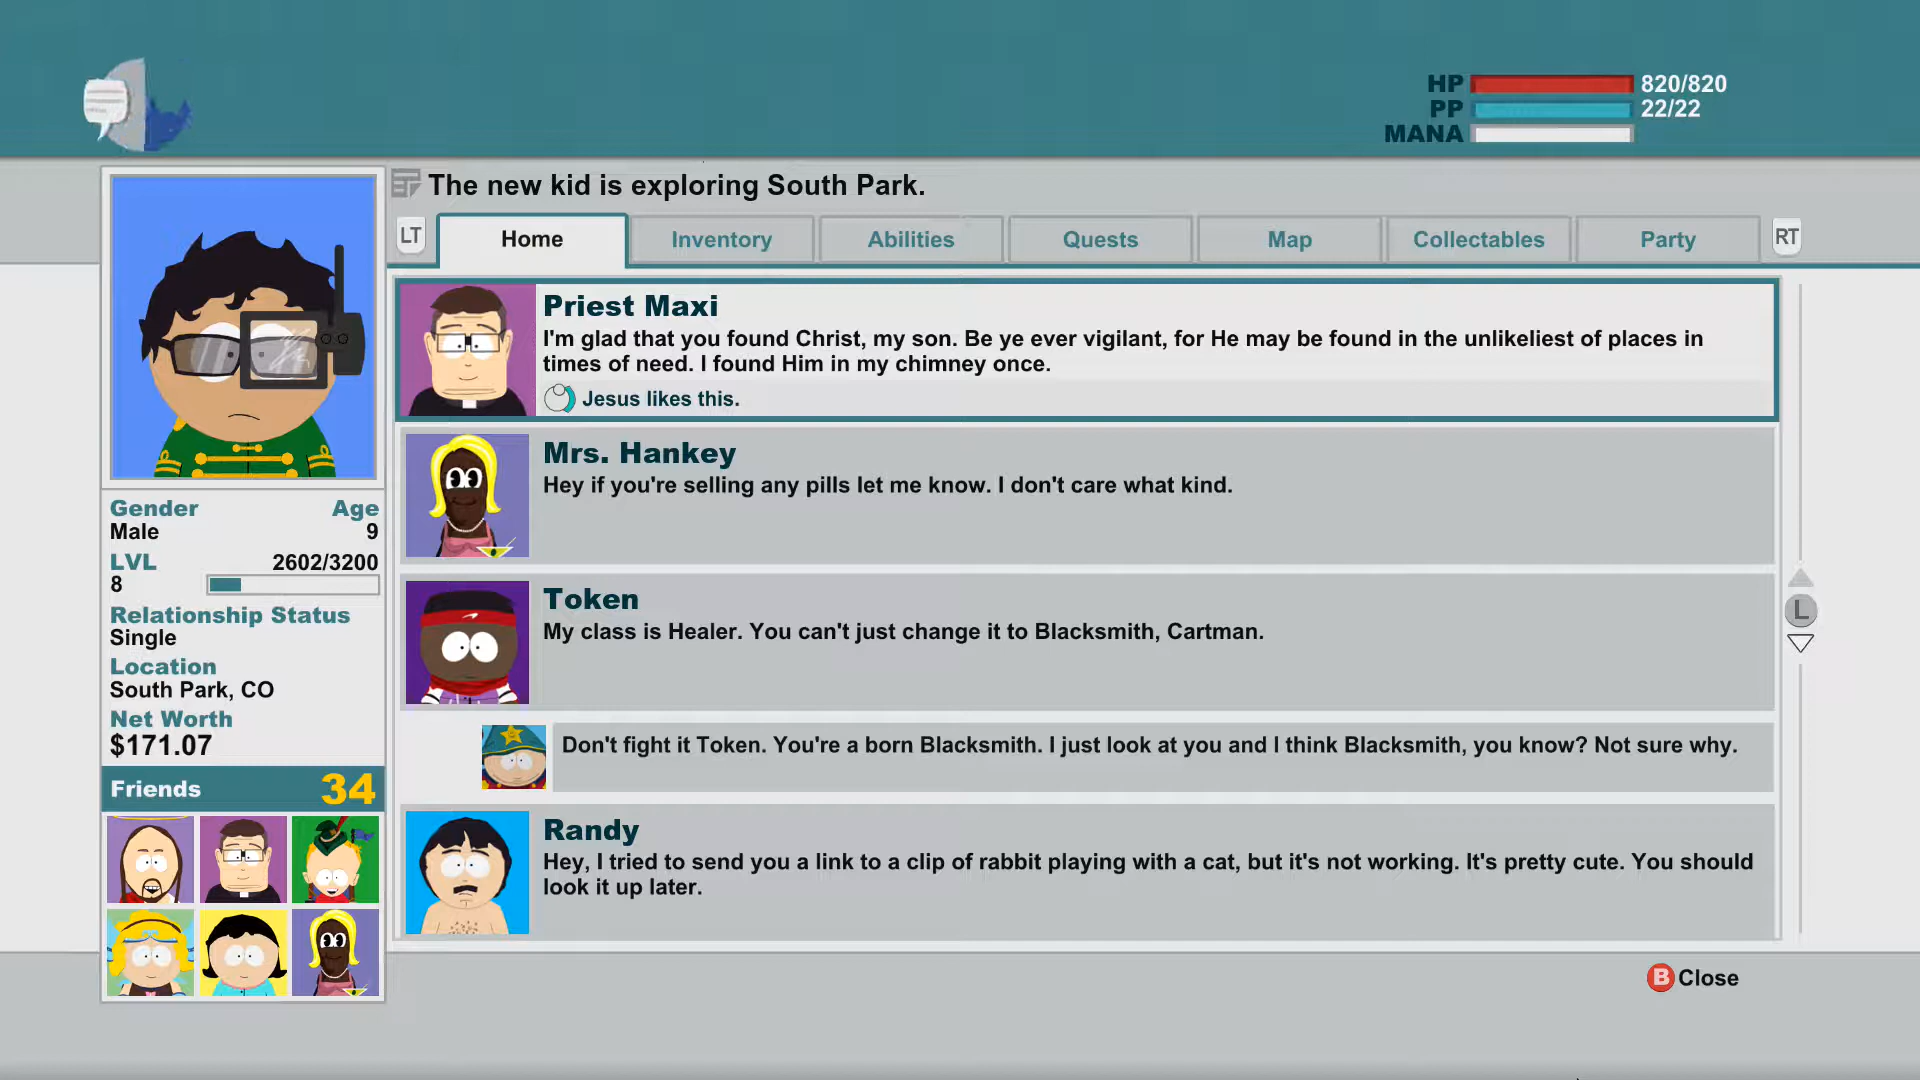 HP 820/820
PP 22/22
MANA
The new kid is exploring South Park.
LT Home Inventory Abilities Quests Map Collectables Party RT
Priest Maxi
I'm glad that you found Christ, my son. Be ye ever vigilant, for He may be found in the unlikeliest of places in
times of need. I found Him in my chimney once.
Jesus likes this.
Mrs. Hankey
Hey if you're selling any pills let me know. I don't care what kind.
Token
My class is Healer. You can't just change it to Blacksmith, Cartman.
Don't fight it Token. You're a born Blacksmith. I just look at you and I think Blacksmith, you know? Not sure why.
Randy
Hey, I tried to send you a link to a clip of rabbit playing with a cat, but it's not working. It's pretty cute. You should
look it up later.
Gender Age
Male 9
LVL 2602/3200
8
Relationship Status
Single
Location
South Park, CO
Net Worth
$171.07
Friends 34
L
B Close